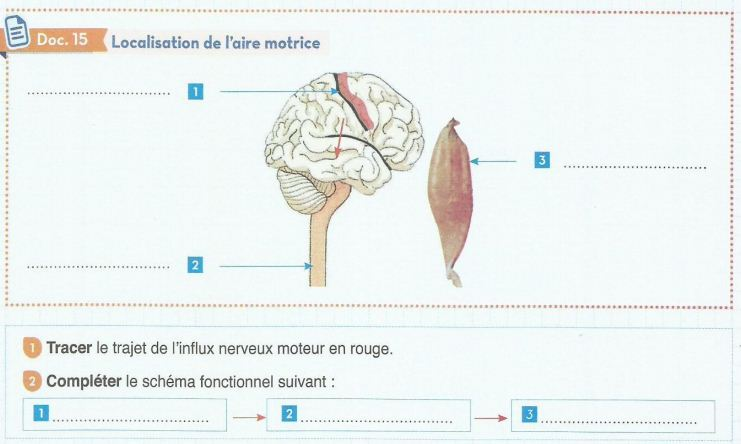 Doc. 15 Localisation de l'aire motrice
........................ 1
3 ........................
........................ 2
1 Tracer le trajet de l'influx nerveux moteur en rouge.
2 Compléter le schéma fonctionnel suivant :
1 ........................ 2 ........................ 3 ........................